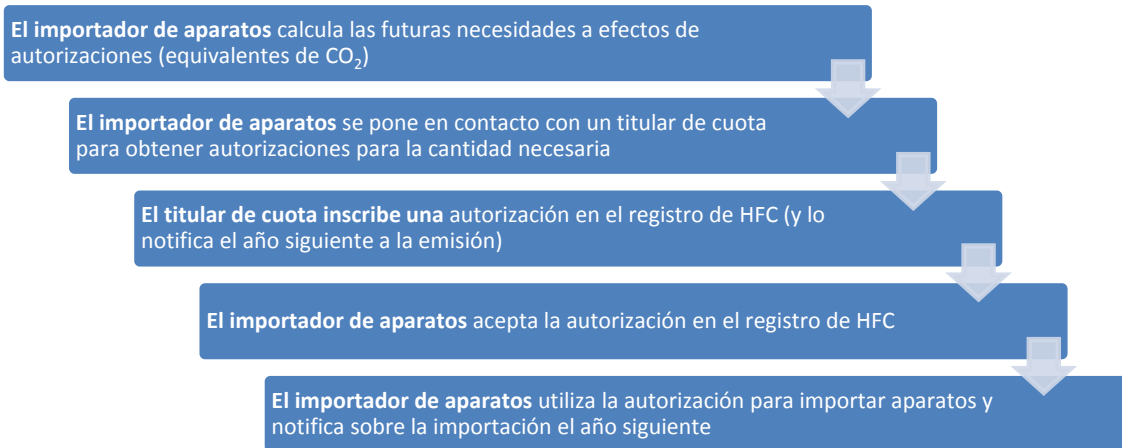 El importador de aparatos calcula las futuras necesidades a efectos de
autorizaciones (equivalentes de CO₂)
El importador de aparatos se pone en contacto con un titular de cuota
para obtener autorizaciones para la cantidad necesaria
El titular de cuota inscribe una autorización en el registro de HFC (y lo
notifica el año siguiente a la emisión)
El importador de aparatos acepta la autorización en el registro de HFC
El importador de aparatos utiliza la autorización para importar aparatos y
notifica sobre la importación el año siguiente